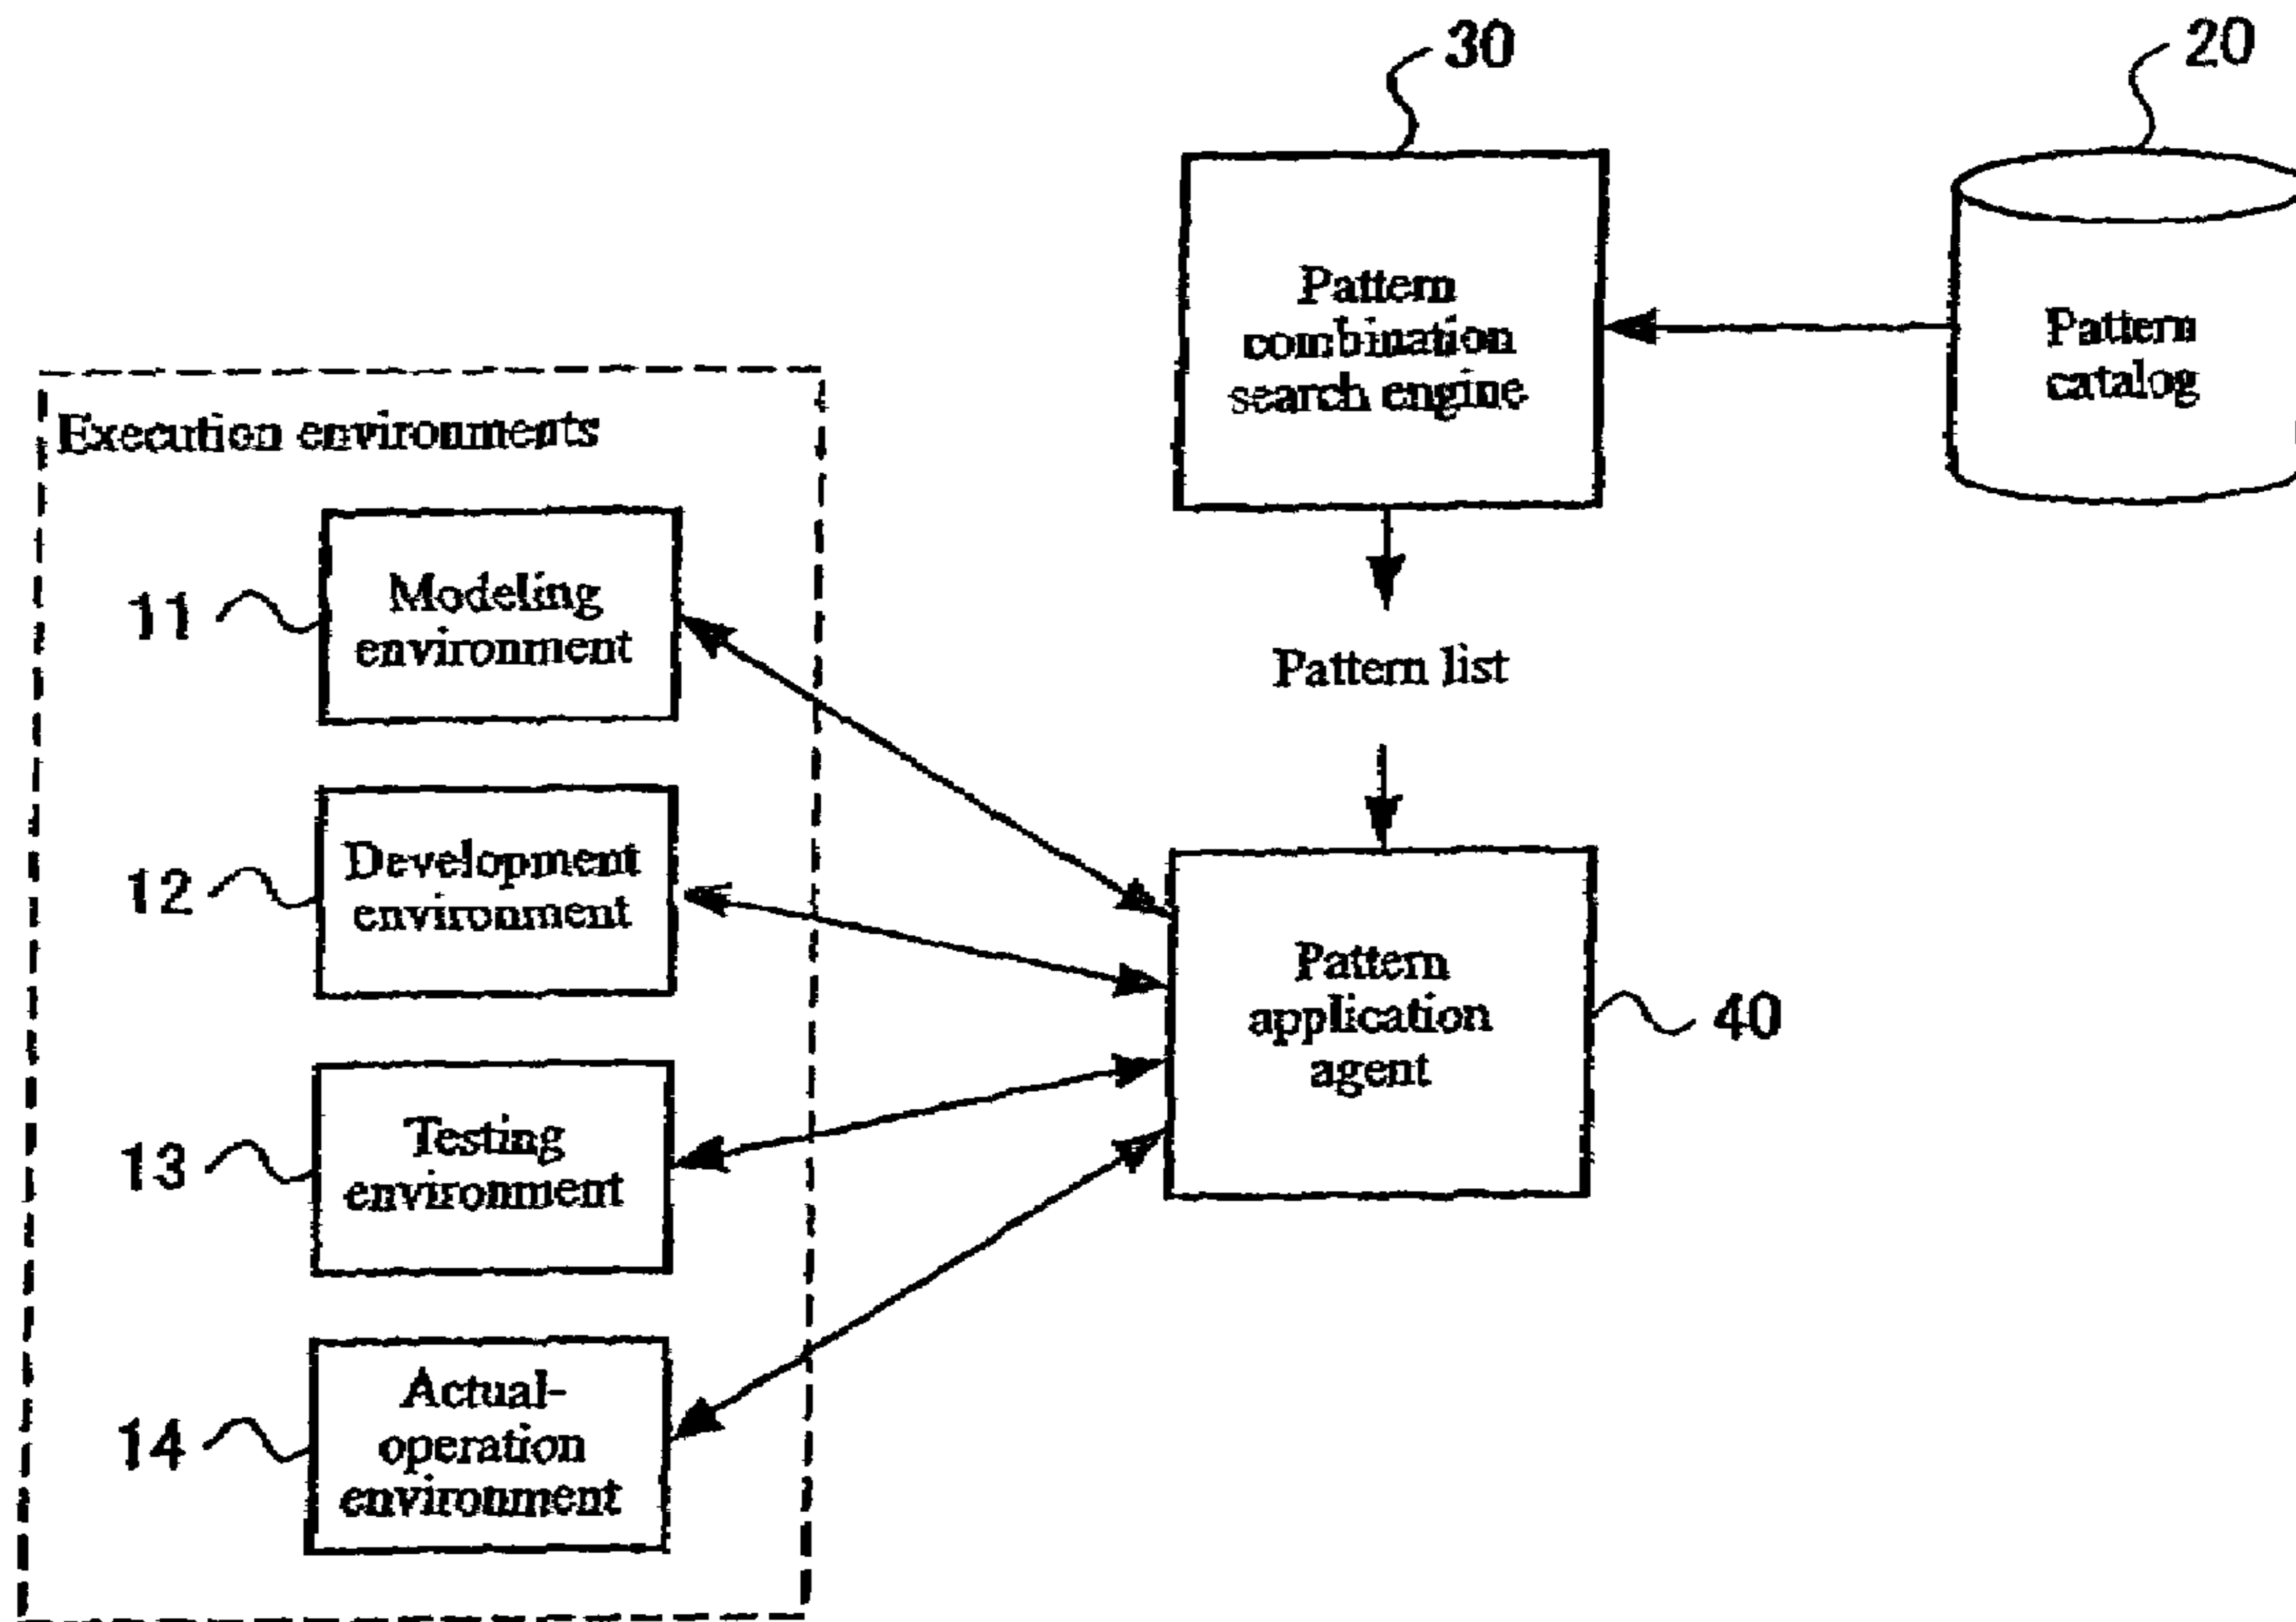 30
20
Pattern
combination
search engine
Pattern
catalog
Execution environments
11
Modeling
environment
Pattern list
12
Development
environment
Pattern
application
agent
40
13
Testing
environment
14
Actual-
operation
environment